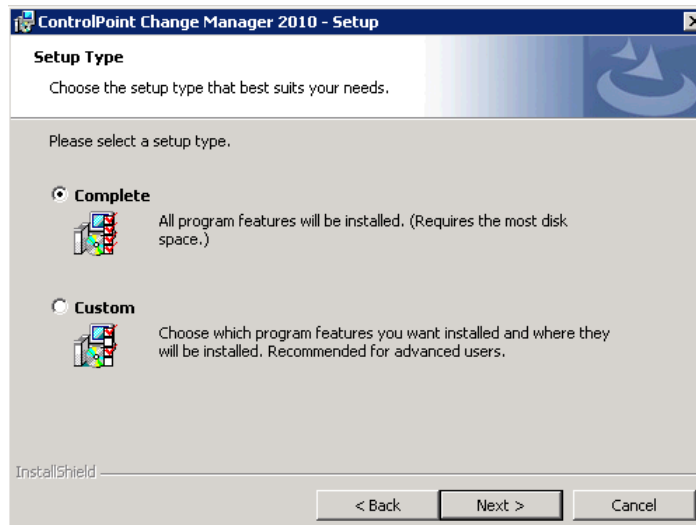 ControlPoint Change Manager 2010 - Setup
Setup Type
Choose the setup type that best suits your needs.
Please select a setup type.
Complete
All program features will be installed. (Requires the most disk
space.)
Custom
Choose which program features you want installed and where they
will be installed. Recommended for advanced users.
InstallShield
< Back Next > Cancel